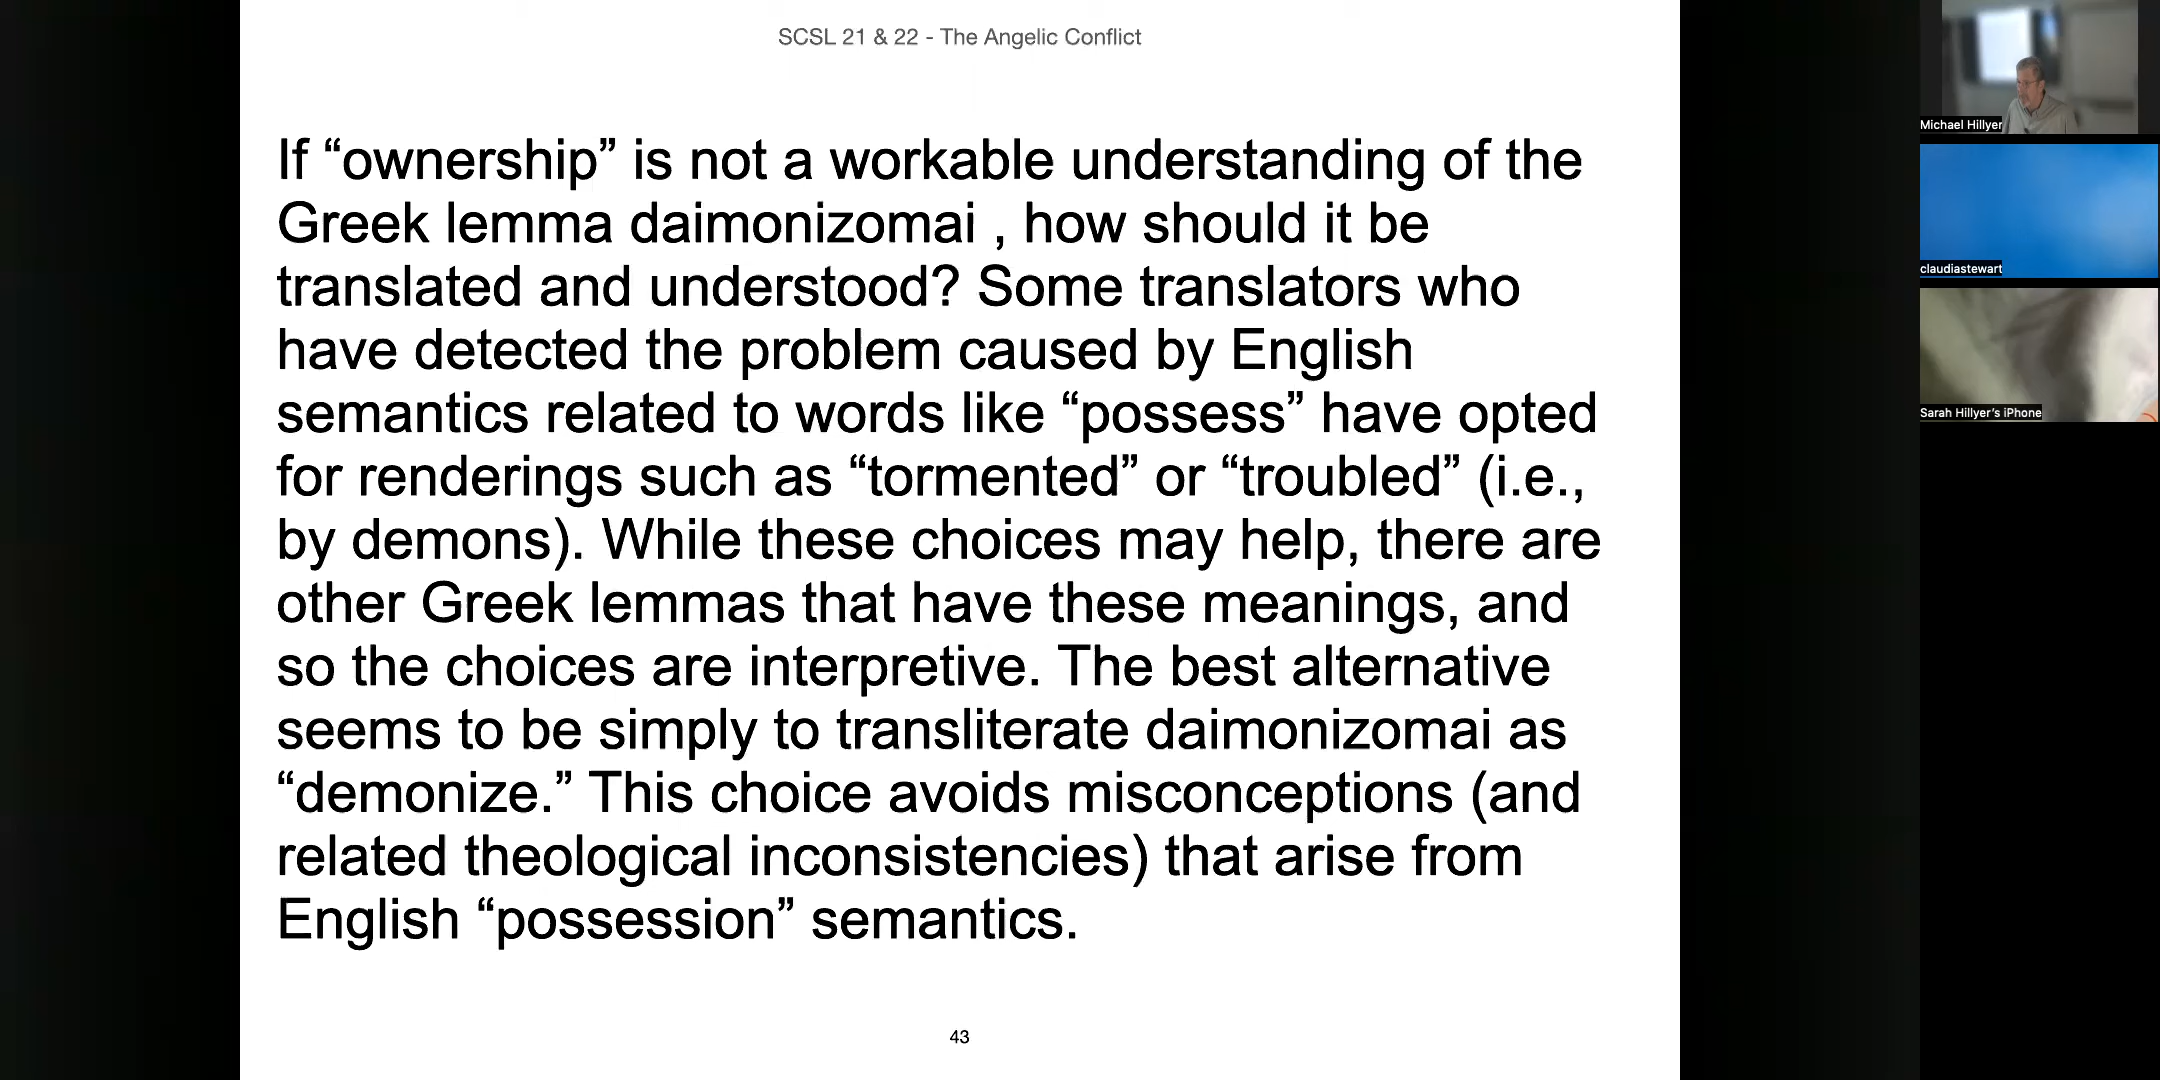 SCSL 21 & 22 - The Angelic Conflict
If “ownership” is not a workable understanding of the
Greek lemma daimonizomai , how should it be
translated and understood? Some translators who
have detected the problem caused by English
semantics related to words like “possess” have opted
for renderings such as “tormented” or “troubled” (i.e.,
by demons). While these choices may help, there are
other Greek lemmas that have these meanings, and
so the choices are interpretive. The best alternative
seems to be simply to transliterate daimonizomai as
“demonize.” This choice avoids misconceptions (and
related theological inconsistencies) that arise from
English “possession” semantics.
43
Michael Hillyer
claudiastewart
Sarah Hillyer’s iPhone